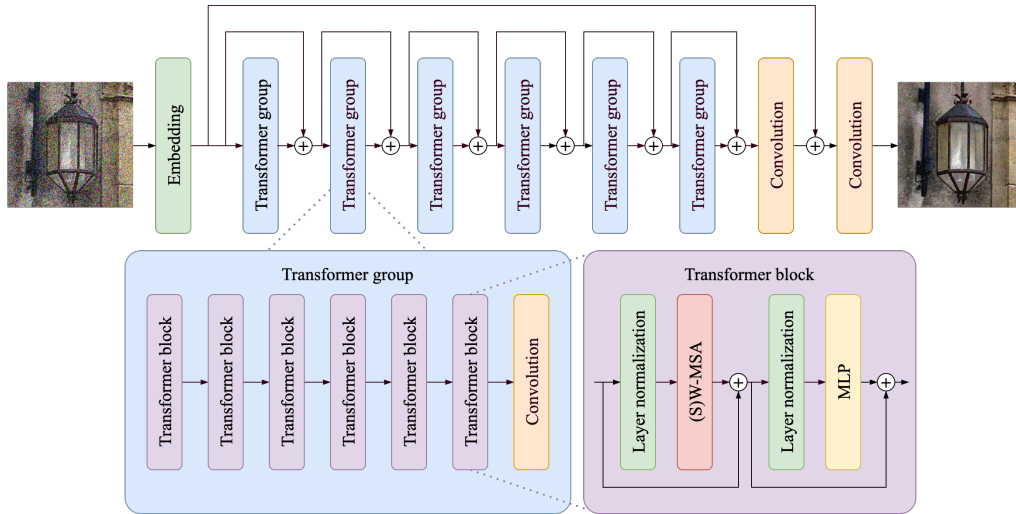 Embedding
Transformer group
Transformer group
Transformer group
Transformer group
Transformer group
Transformer group
Convolution
Convolution
Transformer group
Transformer block
Transformer block
Transformer block
Transformer block
Transformer block
Transformer block
Convolution
Transformer block
Layer normalization
(S)W-MSA
Layer normalization
MLP